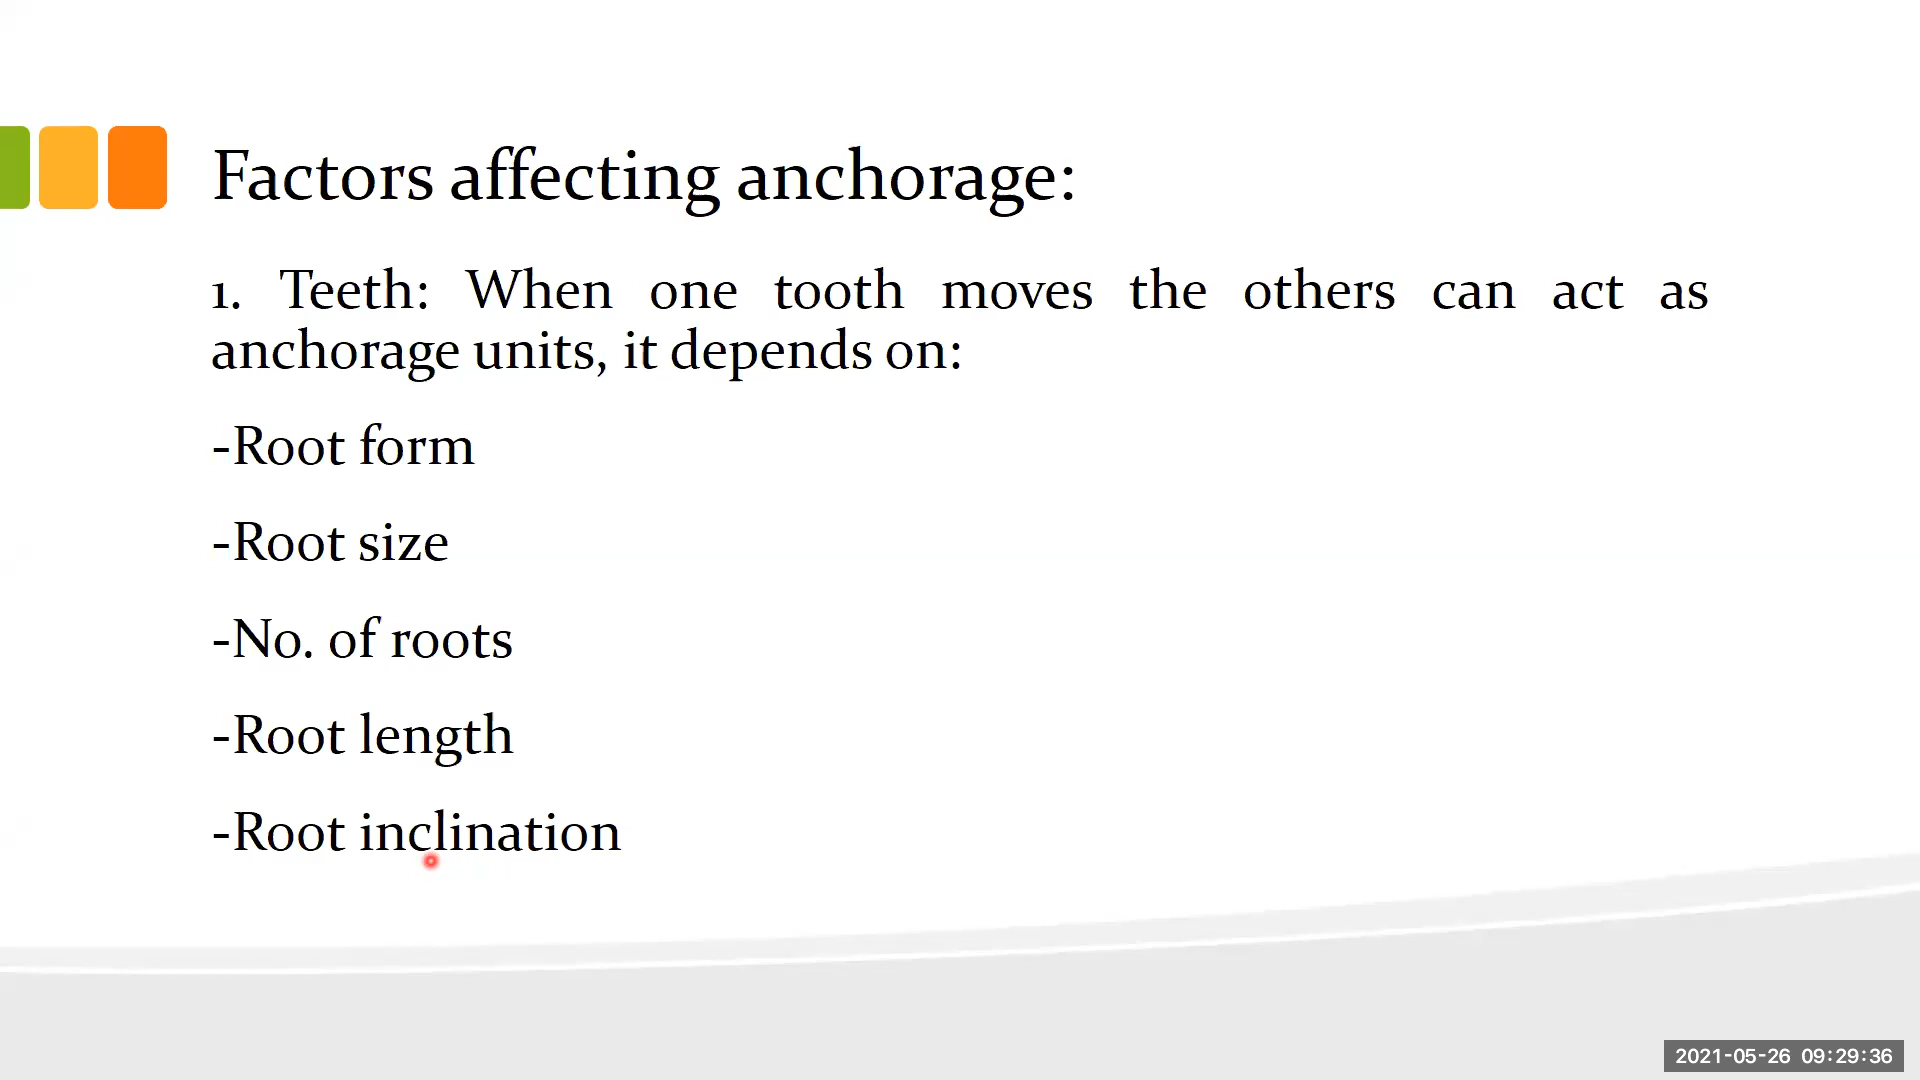 Factors affecting anchorage:
1. Teeth: When one tooth moves the others can act as
anchorage units, it depends on:
-Root form
-Root size
-No. of roots
-Root length
-Root inclination
2021-05-26 09:29:36